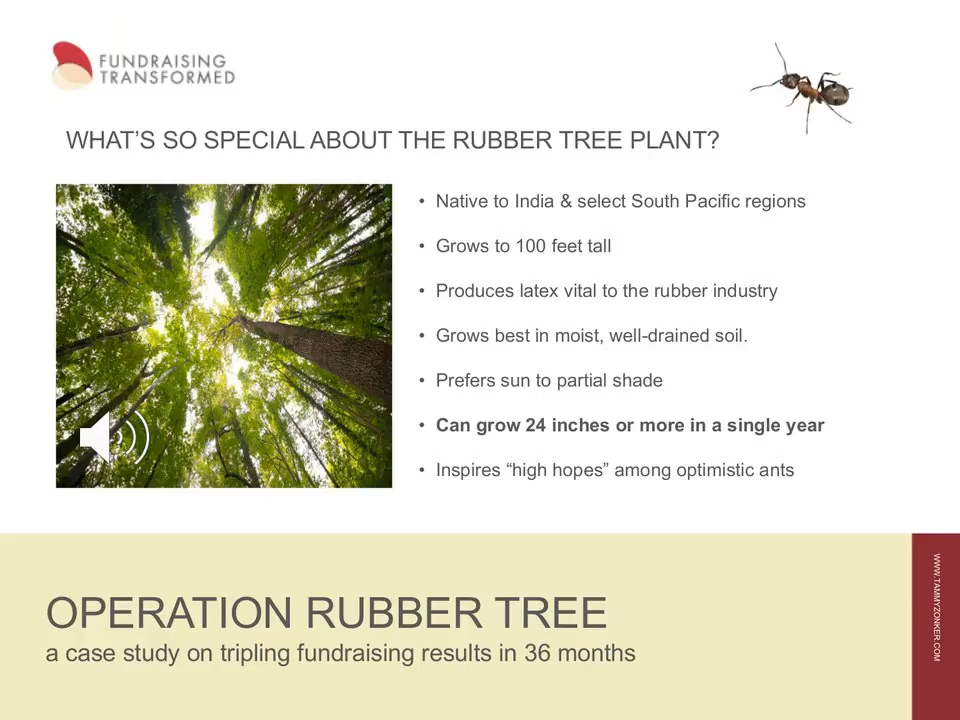 FUNDRAISING
TRANSFORMED
WHAT’S SO SPECIAL ABOUT THE RUBBER TREE PLANT?
• Native to India & select South Pacific regions
• Grows to 100 feet tall
• Produces latex vital to the rubber industry
• Grows best in moist, well-drained soil.
• Prefers sun to partial shade
• Can grow 24 inches or more in a single year
• Inspires “high hopes” among optimistic ants
OPERATION RUBBER TREE
a case study on tripling fundraising results in 36 months
WWW.TAMMYZONKER.COM